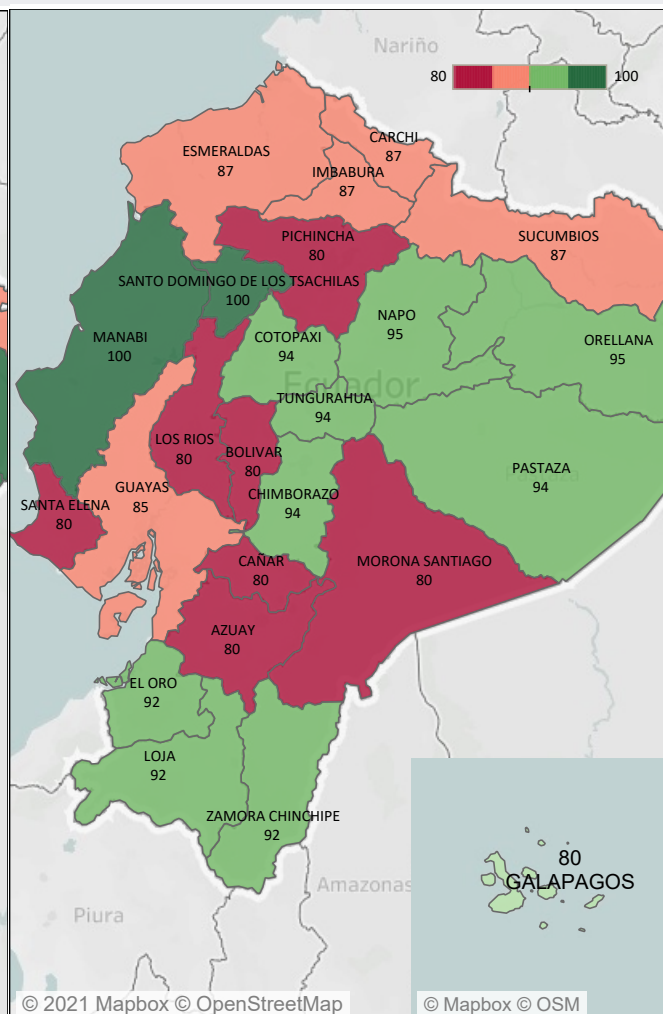 Nariño
80
100
ESMERALDAS
87
CARCHI
87
IMBABURA
87
PICHINCHA
80
SUCUMBIOS
87
SANTO DOMINGO DE LOS TSACHILAS
100
NAPO
95
MANABI
100
COTOPAXI
94
ORELLANA
95
Ecuador
TUNGURAHUA
94
LOS RIOS
80
BOLIVAR
80
PASTAZA
94
GUAYAS
85
CHIMBORAZO
94
SANTA ELENA
80
CAÑAR
80
MORONA SANTIAGO
80
AZUAY
80
EL ORO
92
LOJA
92
ZAMORA CHINCHIPE
92
80
GALAPAGOS
Amazonas
Piura
© 2021 Mapbox © OpenStreetMap
© Mapbox © OSM